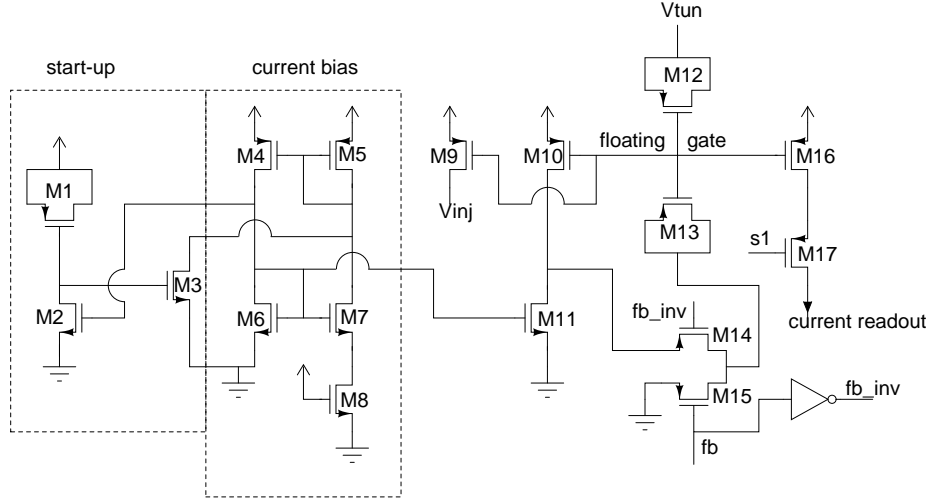 Vtun
start-up
current bias
M12
M4
M5
M9
M10
floating
gate
M16
M1
Vinj
M13
s1
M17
M3
M2
M6
M7
M11
fb_inv
M14
current readout
M8
M15
fb_inv
fb